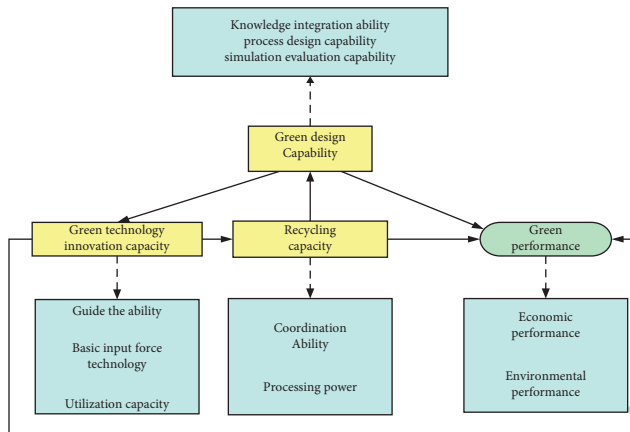 Knowledge integration ability
process design capability
simulation evaluation capability
Green design
Capability
Green technology
innovation capacity
Recycling
capacity
Green
performance
Guide the ability
Basic input force
technology
Utilization capacity
Coordination
Ability
Processing power
Economic
performance
Environmental
performance